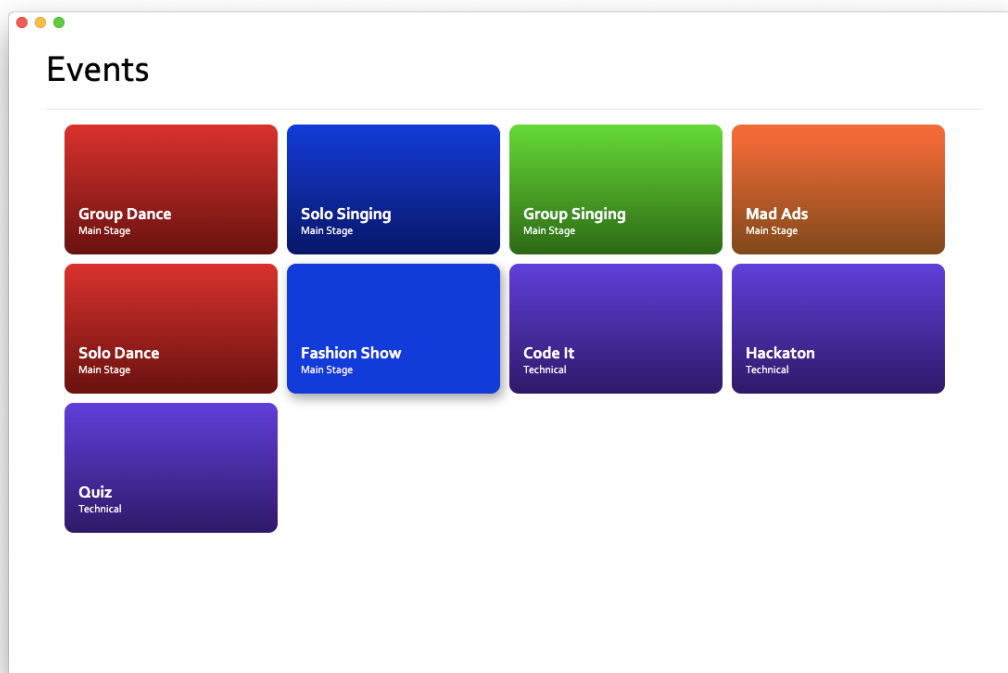 Events
Group Dance
Main Stage
Solo Singing
Main Stage
Group Singing
Main Stage
Mad Ads
Main Stage
Solo Dance
Main Stage
Fashion Show
Main Stage
Code It
Technical
Hackaton
Technical
Quiz
Technical